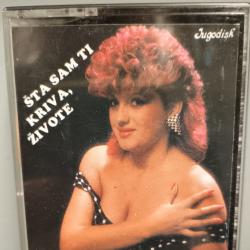 Jugodisk
ŠTA SAM TI
KRIVA,
ŽIVOTE